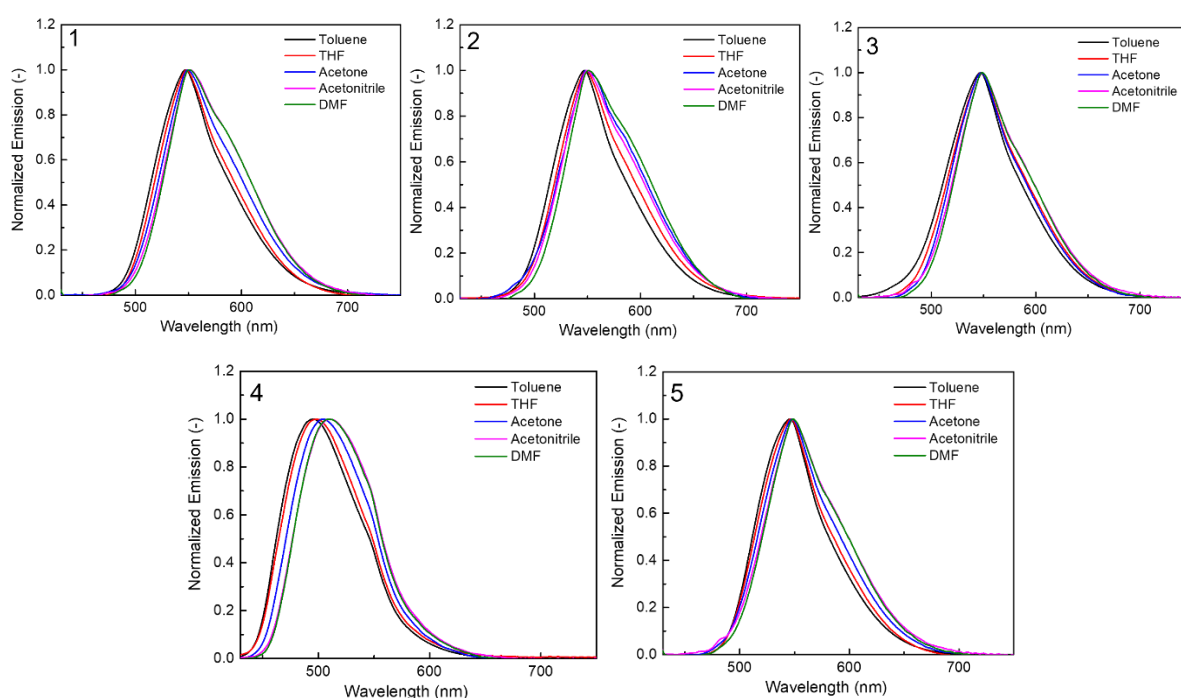 1
Toluene
THF
Acetone
Acetonitrile
DMF
Normalized Emission (-)
1.2
1.0
0.8
0.6
0.4
0.2
0.0
500 600 700
Wavelength (nm)
2
Toluene
THF
Acetone
Acetonitrile
DMF
Normalized Emission (-)
1.2
1.0
0.8
0.6
0.4
0.2
0.0
500 600 700
Wavelength (nm)
3
Toluene
THF
Acetone
Acetonitrile
DMF
Normalized Emission (-)
1.2
1.0
0.8
0.6
0.4
0.2
0.0
500 600 700
Wavelength (nm)
4
Toluene
THF
Acetone
Acetonitrile
DMF
Normalized Emission (-)
1.2
1.0
0.8
0.6
0.4
0.2
0.0
500 600 700
Wavelength (nm)
5
Toluene
THF
Acetone
Acetonitrile
DMF
Normalized Emission (-)
1.2
1.0
0.8
0.6
0.4
0.2
0.0
500 600 700
Wavelength (nm)